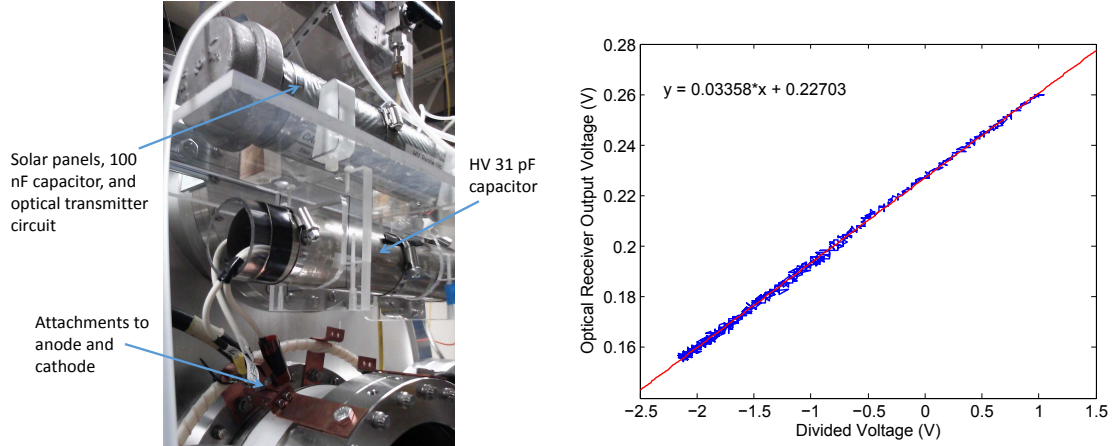 Solar panels, 100
nF capacitor, and
optical transmitter
circuit
HV 31 pF
capacitor
Attachments to
anode and
cathode
y = 0.03358*x + 0.22703
Optical Receiver Output Voltage (V)
0.28
0.26
0.24
0.22
0.2
0.18
0.16
−2.5 −2 −1.5 −1 −0.5 0 0.5 1 1.5
Divided Voltage (V)